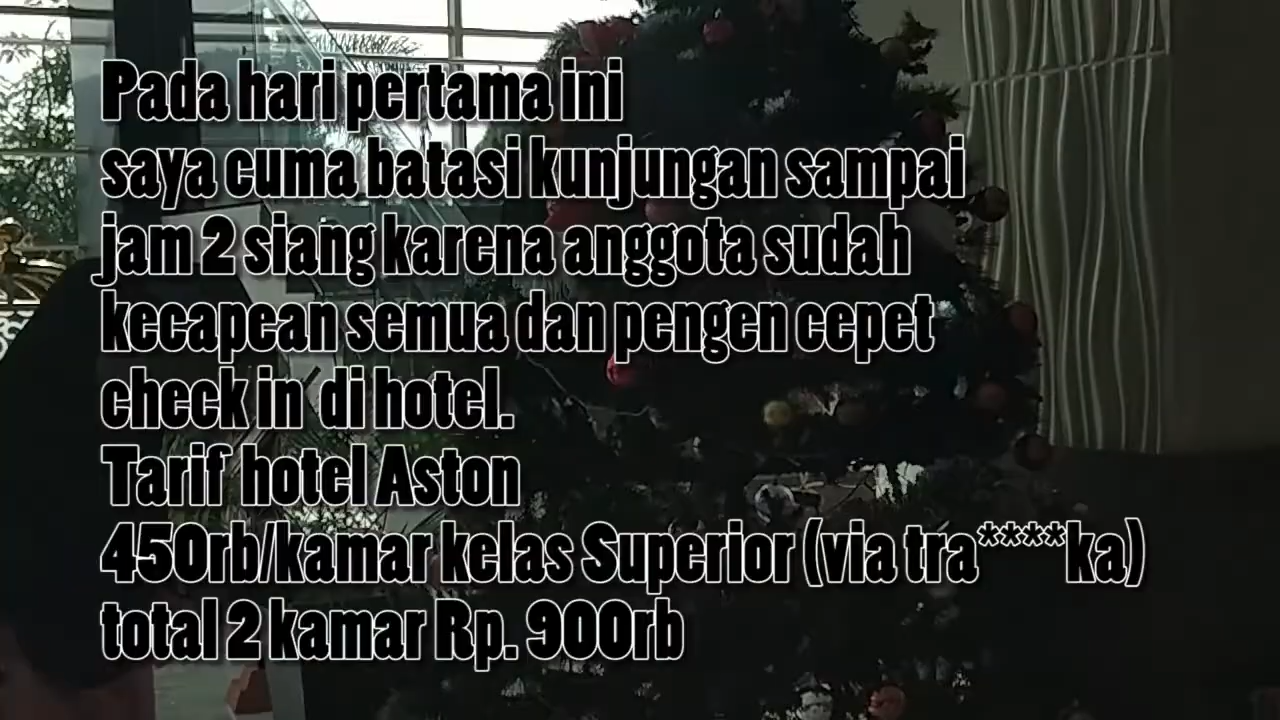 Pada hari pertama ini
saya cuma batasi kunjungan sampai
jam 2 siang karena anggota sudah
kecapean semua dan pengen cepet
check in di hotel.
Tarif hotel Aston
450rb/kamar kelas Superior (via tra****ka)
total 2 kamar Rp. 900rb